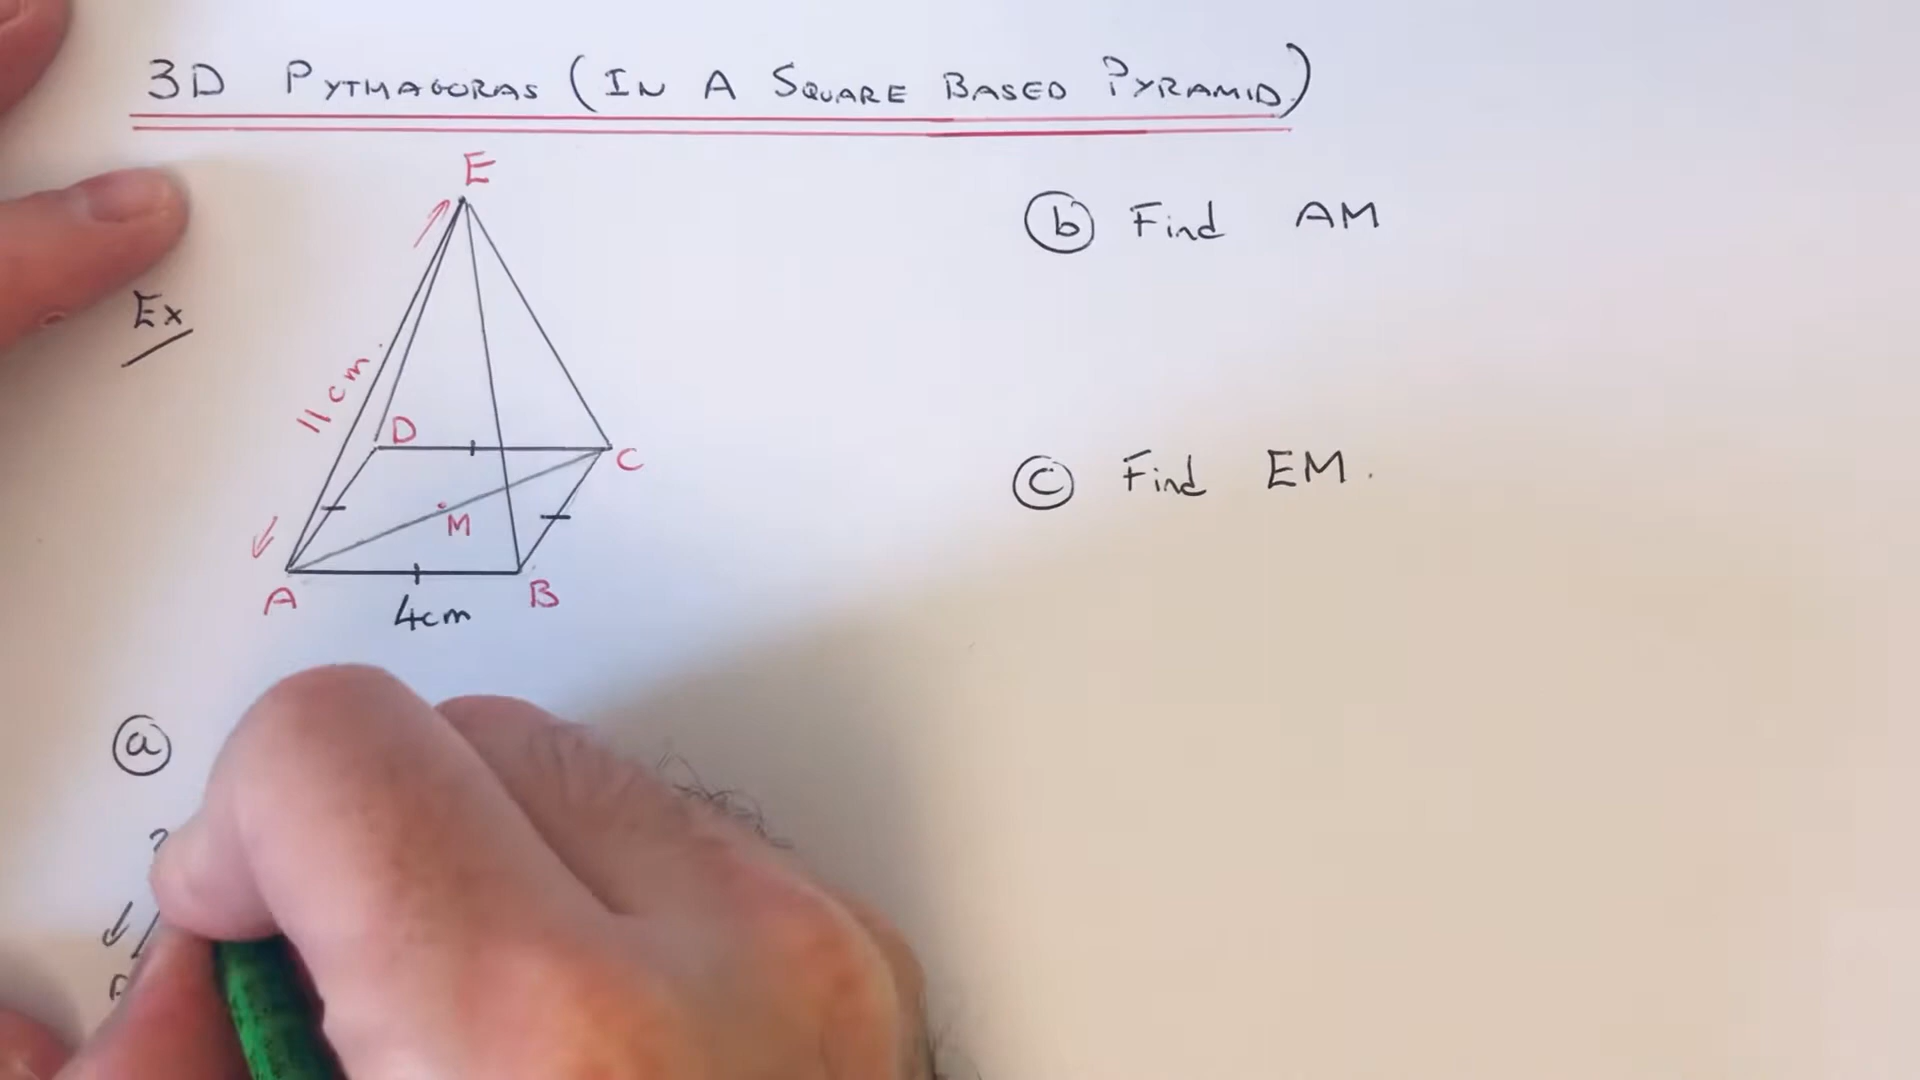 3D PYTHAGORAS (IN A SQUARE BASED PYRAMID)
E
b Find AM
Ex
11cm
D
C
c Find EM.
M
A
B
4cm
a
?